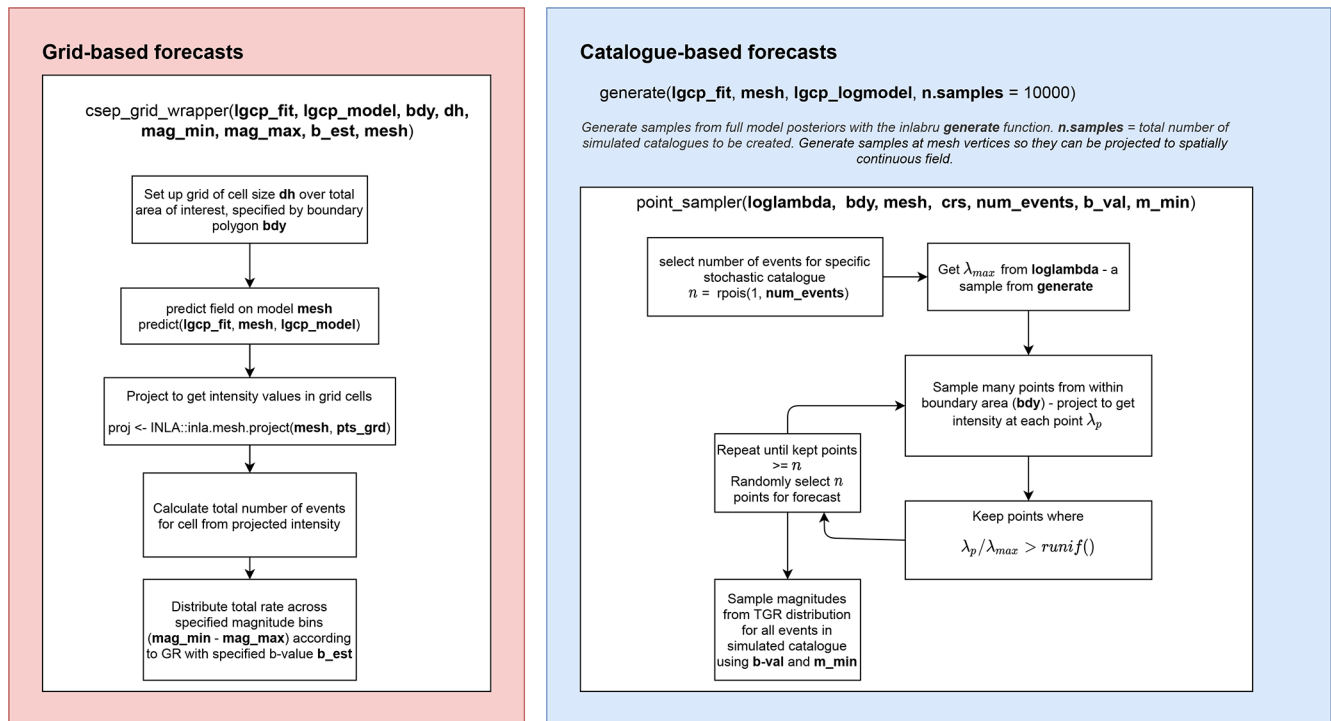 Grid-based forecasts
csep_grid_wrapper(lgcp_fit, lgcp_model, bdy, dh,
mag_min, mag_max, b_est, mesh)
Set up grid of cell size dh over total
area of interest, specified by boundary
polygon bdy
predict field on model mesh
predict(lgcp_fit, mesh, lgcp_model)
Project to get intensity values in grid cells
proj <- INLA::inla.mesh.project(mesh, pts_grd)
Calculate total number of events
for cell from projected intensity
Distribute total rate across
specified magnitude bins
(mag_min - mag_max) according
to GR with specified b-value b_est
Catalogue-based forecasts
generate(lgcp_fit, mesh, lgcp_logmodel, n.samples = 10000)
Generate samples from full model posteriors with the inlabru generate function. n.samples = total number of
simulated catalogues to be created. Generate samples at mesh vertices so they can be projected to spatially
continuous field.
point_sampler(loglambda, bdy, mesh, crs, num_events, b_val, m_min)
select number of events for specific
stochastic catalogue
n = rpois(1, num_events)
Get λmax from loglambda - a
sample from generate
Sample many points from within
boundary area (bdy) - project to get
intensity at each point λp
Keep points where
λp/λmax > runif()
Repeat until kept points
>= n
Randomly select n
points for forecast
Sample magnitudes
from TGR distribution
for all events in
simulated catalogue
using b-val and m_min